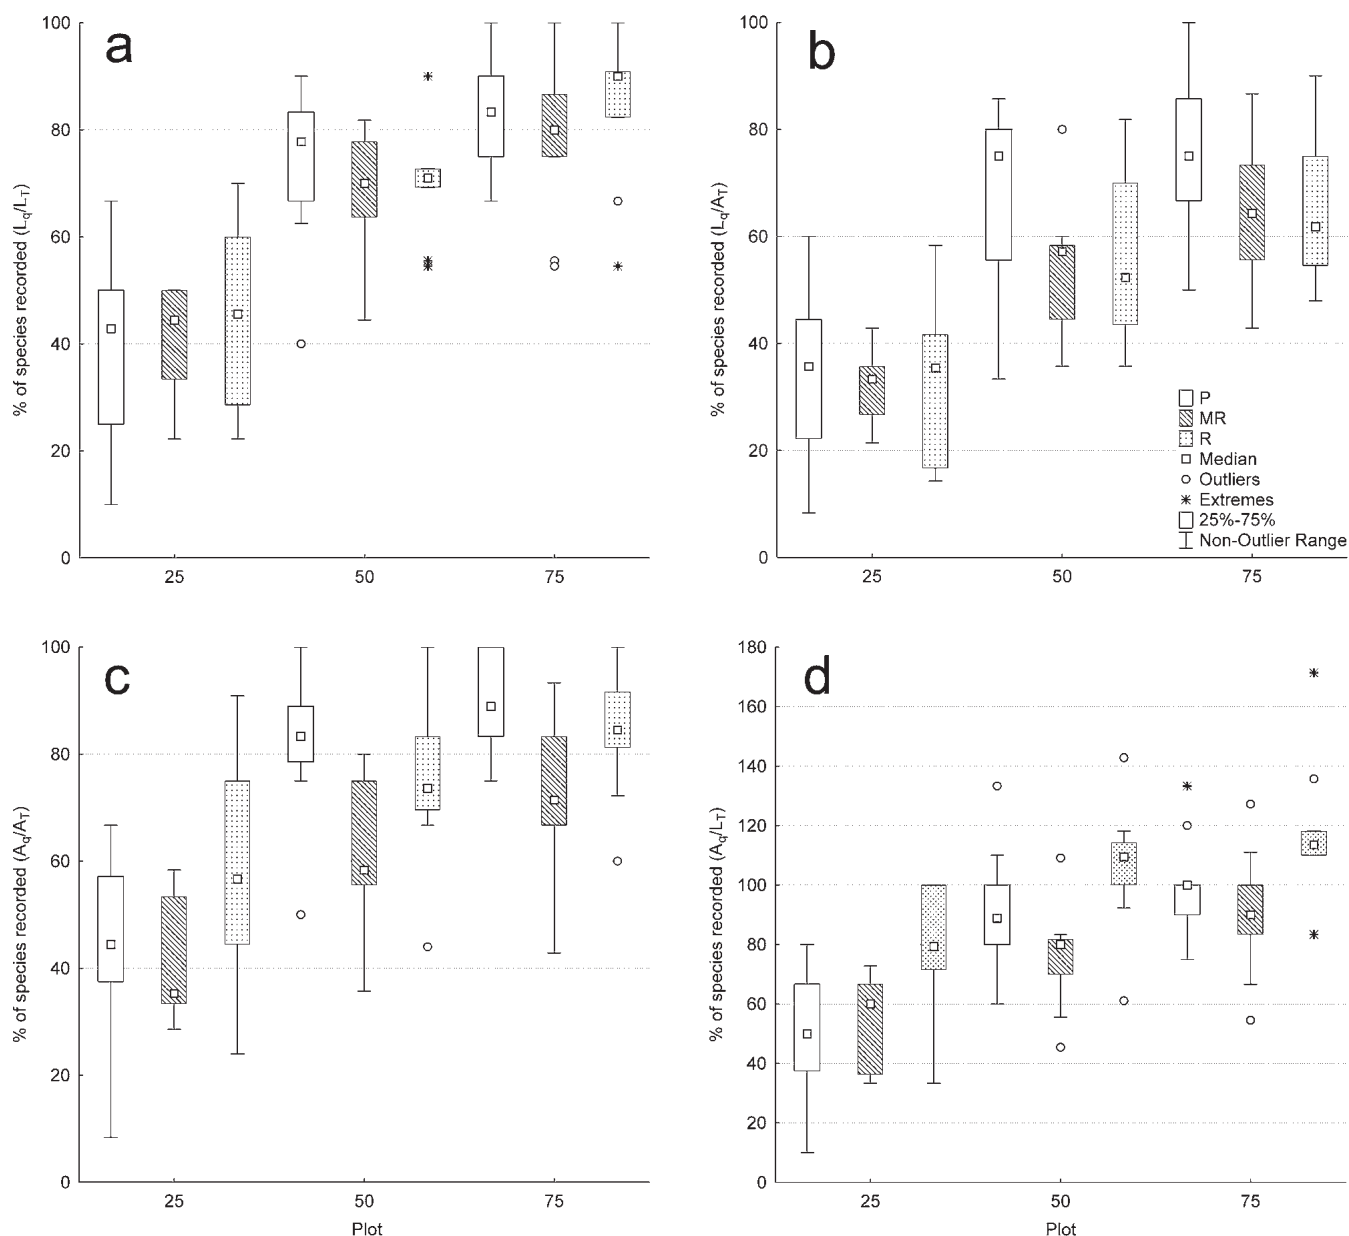 a
% of species recorded (Lq/LT)
100
80
60
40
20
0
25
50
75
b
% of species recorded (Lq/AT)
100
80
60
40
20
0
25
50
75
P
MR
R
Median
Outliers
Extremes
25%-75%
Non-Outlier Range
c
% of species recorded (Aq/AT)
100
80
60
40
20
0
25
50
75
Plot
d
% of species recorded (Aq/LT)
180
160
140
120
100
80
60
40
20
0
25
50
75
Plot